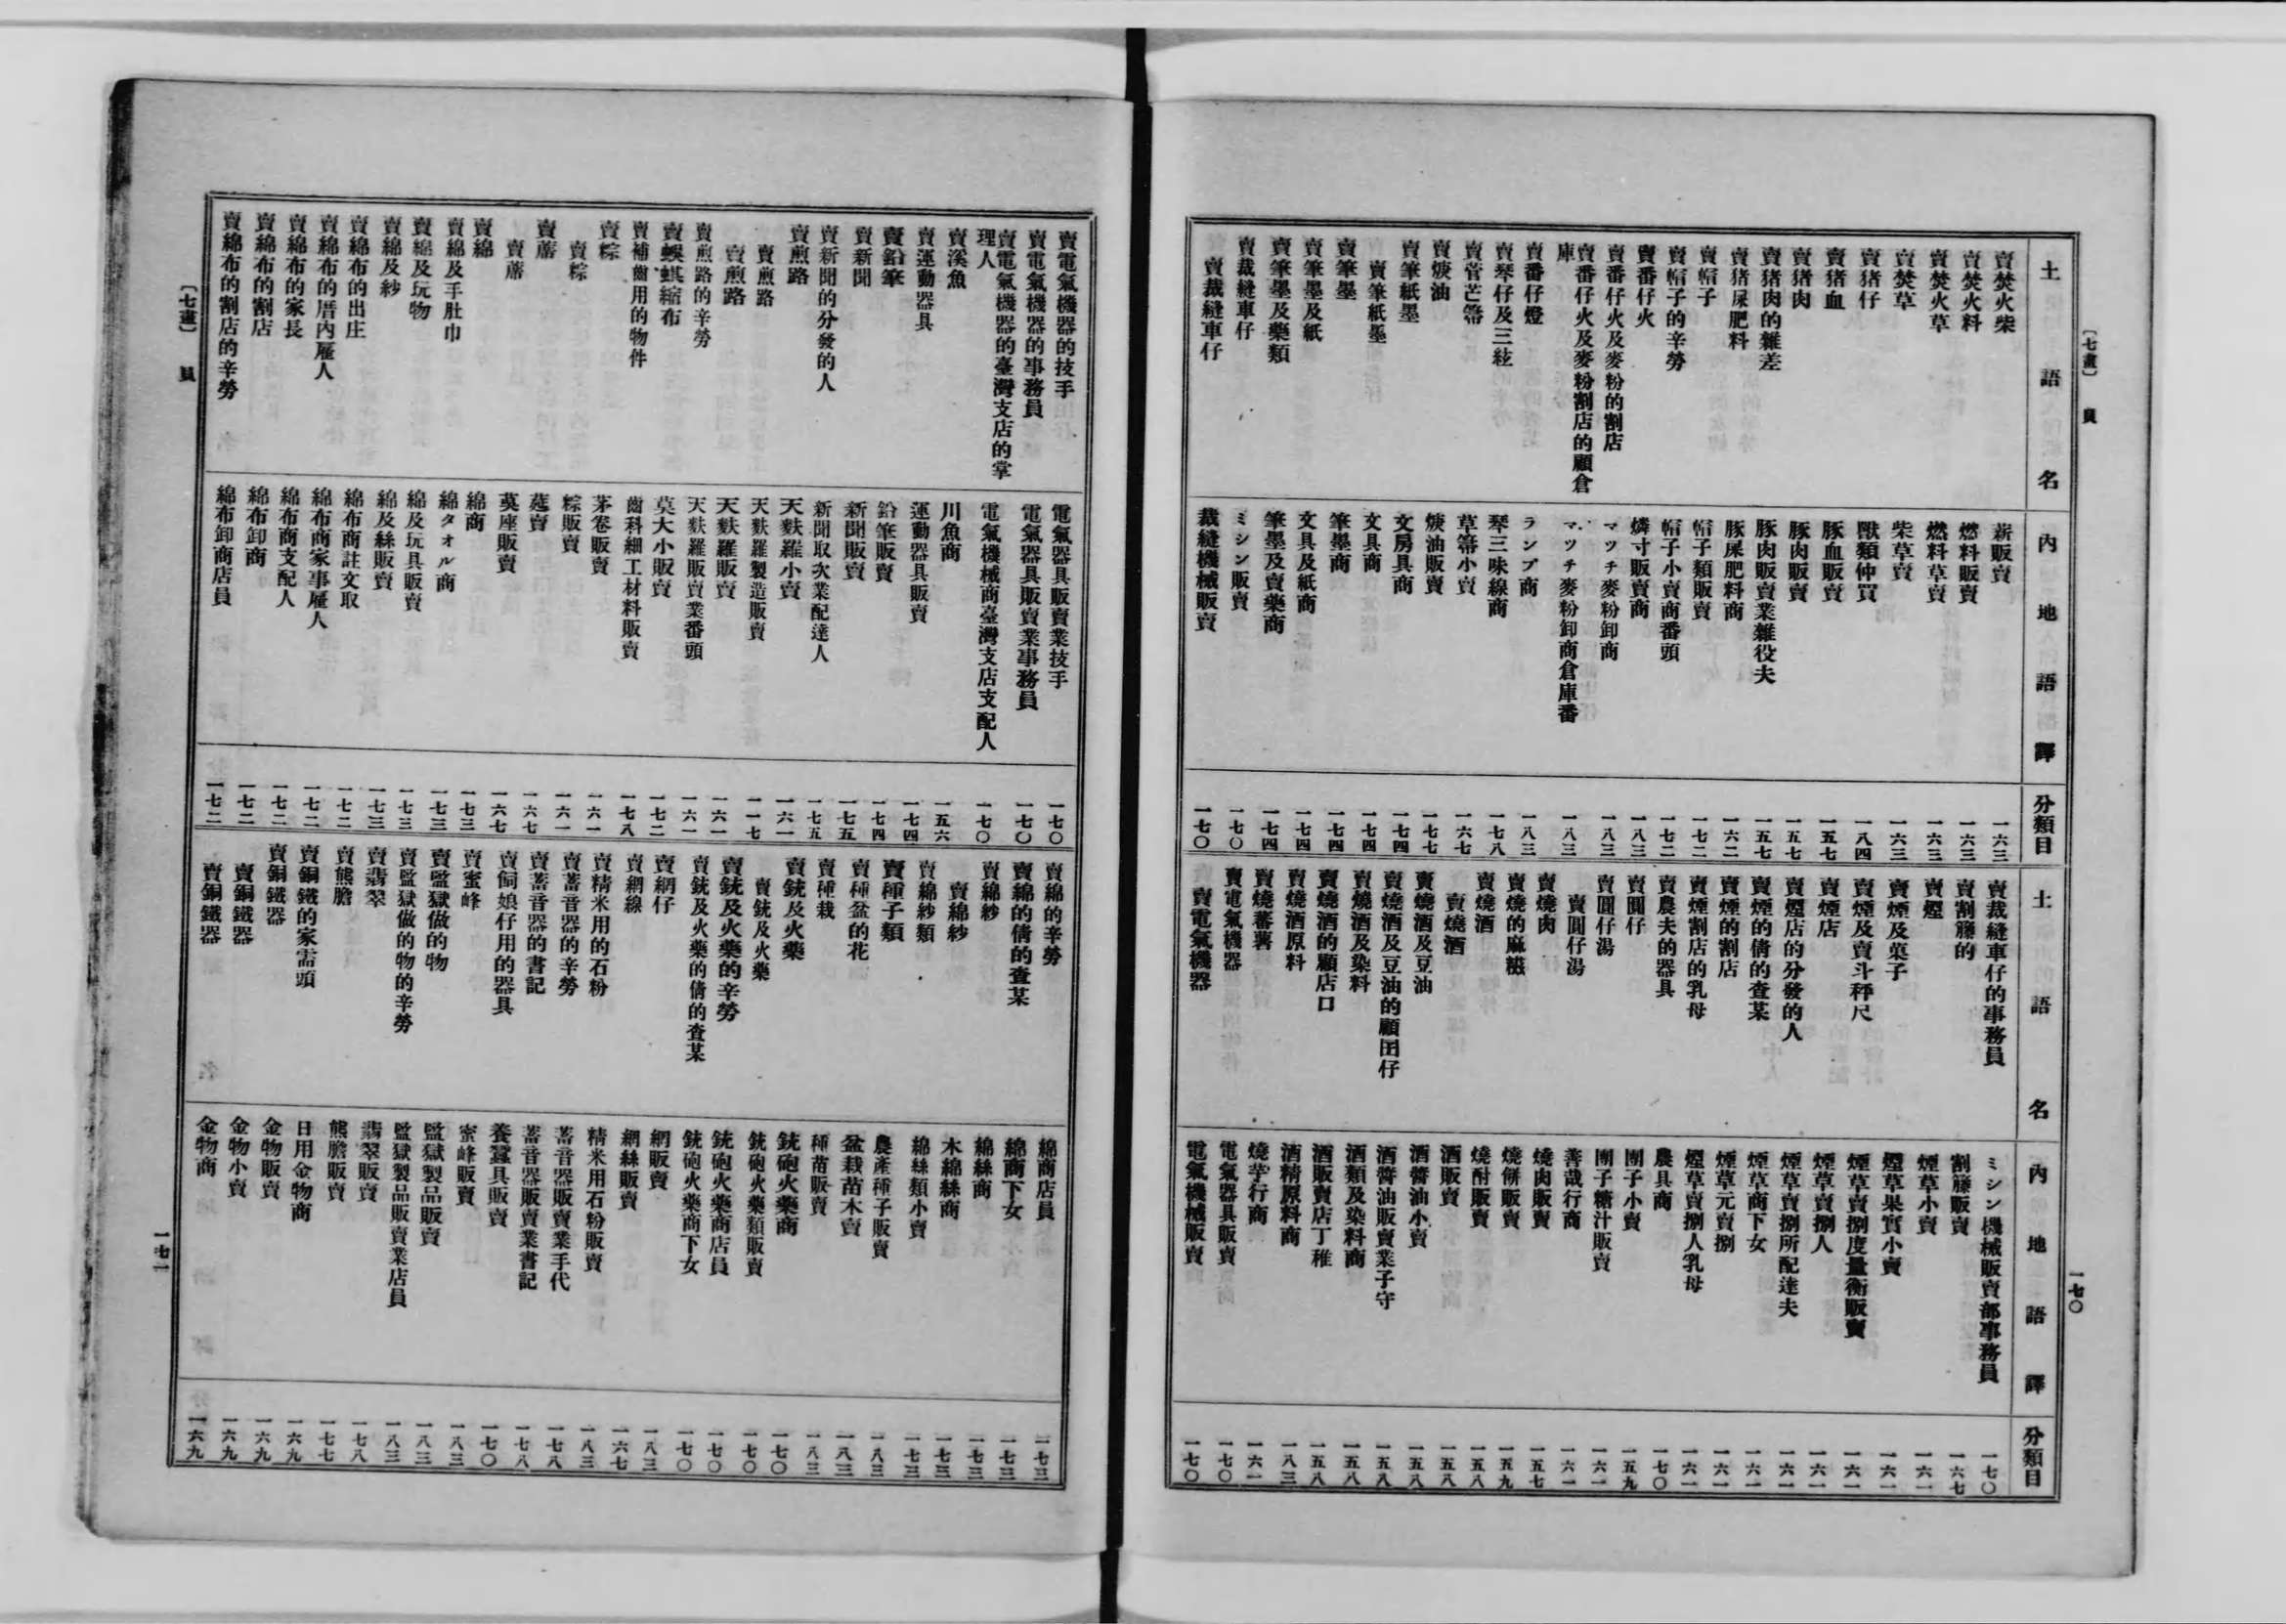 〔七畫〕 賣
一七〇
土語名 內地語譯 分類目
賣焚火柴 薪販賣 一六三
賣焚火料 燃料販賣 一六三
賣焚火草 燃料草賣 一六三
賣焚草 柴草賣 一六三
賣猪仔 獸類仲買 一八四
賣猪血 豚血販賣 一五七
賣猪肉 豚肉販賣 一五七
賣猪肉的雜差 豚肉販賣業雜役夫 一五七
賣猪屎肥料 豚屎肥料商 一六二
賣帽子 帽子類販賣 一七二
賣帽子的辛勞 帽子小賣商番頭 一七二
賣番仔火 燐寸販賣商 一八三
賣番仔火及麥粉的割店 マツチ麥粉卸商 一八三
賣番仔火及麥粉割店的顧倉庫 マツチ麥粉卸商倉庫番 一八三
賣番仔燈 ランプ商 一八三
賣琴仔及三絃 琴三味線商 一七八
賣菅芒箒 草箒小賣 一六七
賣煉油 煉油販賣 一七七
賣筆紙墨 文房具商 一七四
賣筆紙墨 文具商 一七四
賣筆墨 筆墨商 一七四
賣筆墨及紙 文具及紙商 一七四
賣筆墨及藥類 筆墨及賣藥商 一七四
賣裁縫車仔 ミシン販賣 一七〇
賣裁縫車仔 裁縫機械販賣 一七〇
土語名 內地語譯 分類目
賣裁縫車仔的事務員 ミシン機械販賣部事務員 一七〇
賣割籐的 割籐販賣 一六七
賣煙 煙草小賣 一六一
賣煙及菓子 煙草果實小賣 一六一
賣煙及賣斗秤尺 煙草賣捌度量衡販賣 一六一
賣煙店 煙草賣捌人 一六一
賣煙店的分發的人 煙草賣捌所配達夫 一六一
賣煙的倩的查某 煙草商下女 一六一
賣煙的割店 煙草元賣捌 一六一
賣煙割店的乳母 煙草賣捌人乳母 一六一
賣農夫的器具 農具商 一七〇
賣圓仔 團子小賣 一五九
賣圓仔湯 團子糖汁販賣 一六一
賣圓仔湯 善哉行商 一六一
賣燒肉 燒肉販賣 一五七
賣燒的麻糍 燒餅販賣 一五九
賣燒酒 燒酎販賣 一五八
賣燒酒 酒販賣 一五八
賣燒酒及豆油 酒醬油小賣 一五八
賣燒酒及豆油的顧囝仔 酒醬油販賣業子守 一五八
賣燒酒及染料 酒類及染料商 一五八
賣燒酒的顧店口 酒販賣店丁稚 一五八
賣燒酒原料 酒精原料商 一八三
賣燒蕃薯 燒芋行商 一六一
賣電氣機器 電氣器具販賣 一七〇
賣電氣機器 電氣機械販賣 一七〇
賣電氣機器的技手 電氣器具販賣業技手 一七〇
賣電氣機器的事務員 電氣器具販賣業事務員 一七〇
賣電氣機器的臺灣支店的掌理人 電氣機械商臺灣支店支配人 一七〇
賣溪魚 川魚商 一五六
賣運動器具 運動器具販賣 一七四
賣鉛筆 鉛筆販賣 一七四
賣新聞 新聞販賣 一七五
賣新聞的分發的人 新聞取次業配達人 一七五
賣煎路 天麩羅小賣 一六一
賣煎路 天麩羅製造販賣 一一七
賣煎路 天麩羅販賣 一六一
賣煎路的辛勞 天麩羅販賣業番頭 一六一
賣蜈蜞縮布 莫大小販賣 一七二
賣補齒用的物件 齒科細工材料販賣 一七八
賣粽 茅卷販賣 一六一
賣粽 粽販賣 一六一
賣蓆 莚賣 一六七
賣蓆 茣座販賣 一六七
賣綿 綿商 一七三
賣綿及手肚巾 綿タオル商 一七三
賣綿及玩物 綿及玩具販賣 一七三
賣綿及紗 綿及絲販賣 一七三
賣綿布的出庄 綿布商註文取 一七二
賣綿布的厝內雇人 綿布商家事雇人 一七二
賣綿布的家長 綿布商支配人 一七二
賣綿布的割店 綿布卸商 一七二
賣綿布的割店的辛勞 綿布卸商店員 一七二
賣綿的辛勞 綿商店員 一七三
賣綿的倩的查某 綿商下女 一七三
賣綿紗 綿絲商 一七三
賣綿紗 木綿絲商 一七三
賣綿紗類 綿絲類小賣 一七三
賣種子類 農產種子販賣 一八三
賣種盆的花 盆栽苗木賣 一八三
賣種栽 種苗販賣 一八三
賣銃及火藥 銃砲火藥商 一七〇
賣銃及火藥 銃砲火藥類販賣 一七〇
賣銃及火藥的辛勞 銃砲火藥商店員 一七〇
賣銃及火藥的倩的查某 銃砲火藥商下女 一七〇
賣網仔 網販賣 一八三
賣網線 網絲販賣 一六七
賣精米用的石粉 精米用石粉販賣 一八三
賣蓄音器的辛勞 蓄音器販賣業手代 一七八
賣蓄音器的書記 蓄音器販賣業書記 一七八
賣飼娘仔用的器具 養蠶具販賣 一七〇
賣蜜峰 蜜峰販賣 一八三
賣監獄做的物 監獄製品販賣 一八三
賣監獄做的物的辛勞 監獄製品販賣業店員 一八三
賣翡翠 翡翠販賣 一七八
賣熊膽 熊膽販賣 一七七
賣銅鐵的家需頭 日用金物商 一六九
賣銅鐵器 金物販賣 一六九
賣銅鐵器 金物小賣 一六九
賣銅鐵器 金物商 一六九
〔七畫〕 賣
一七一